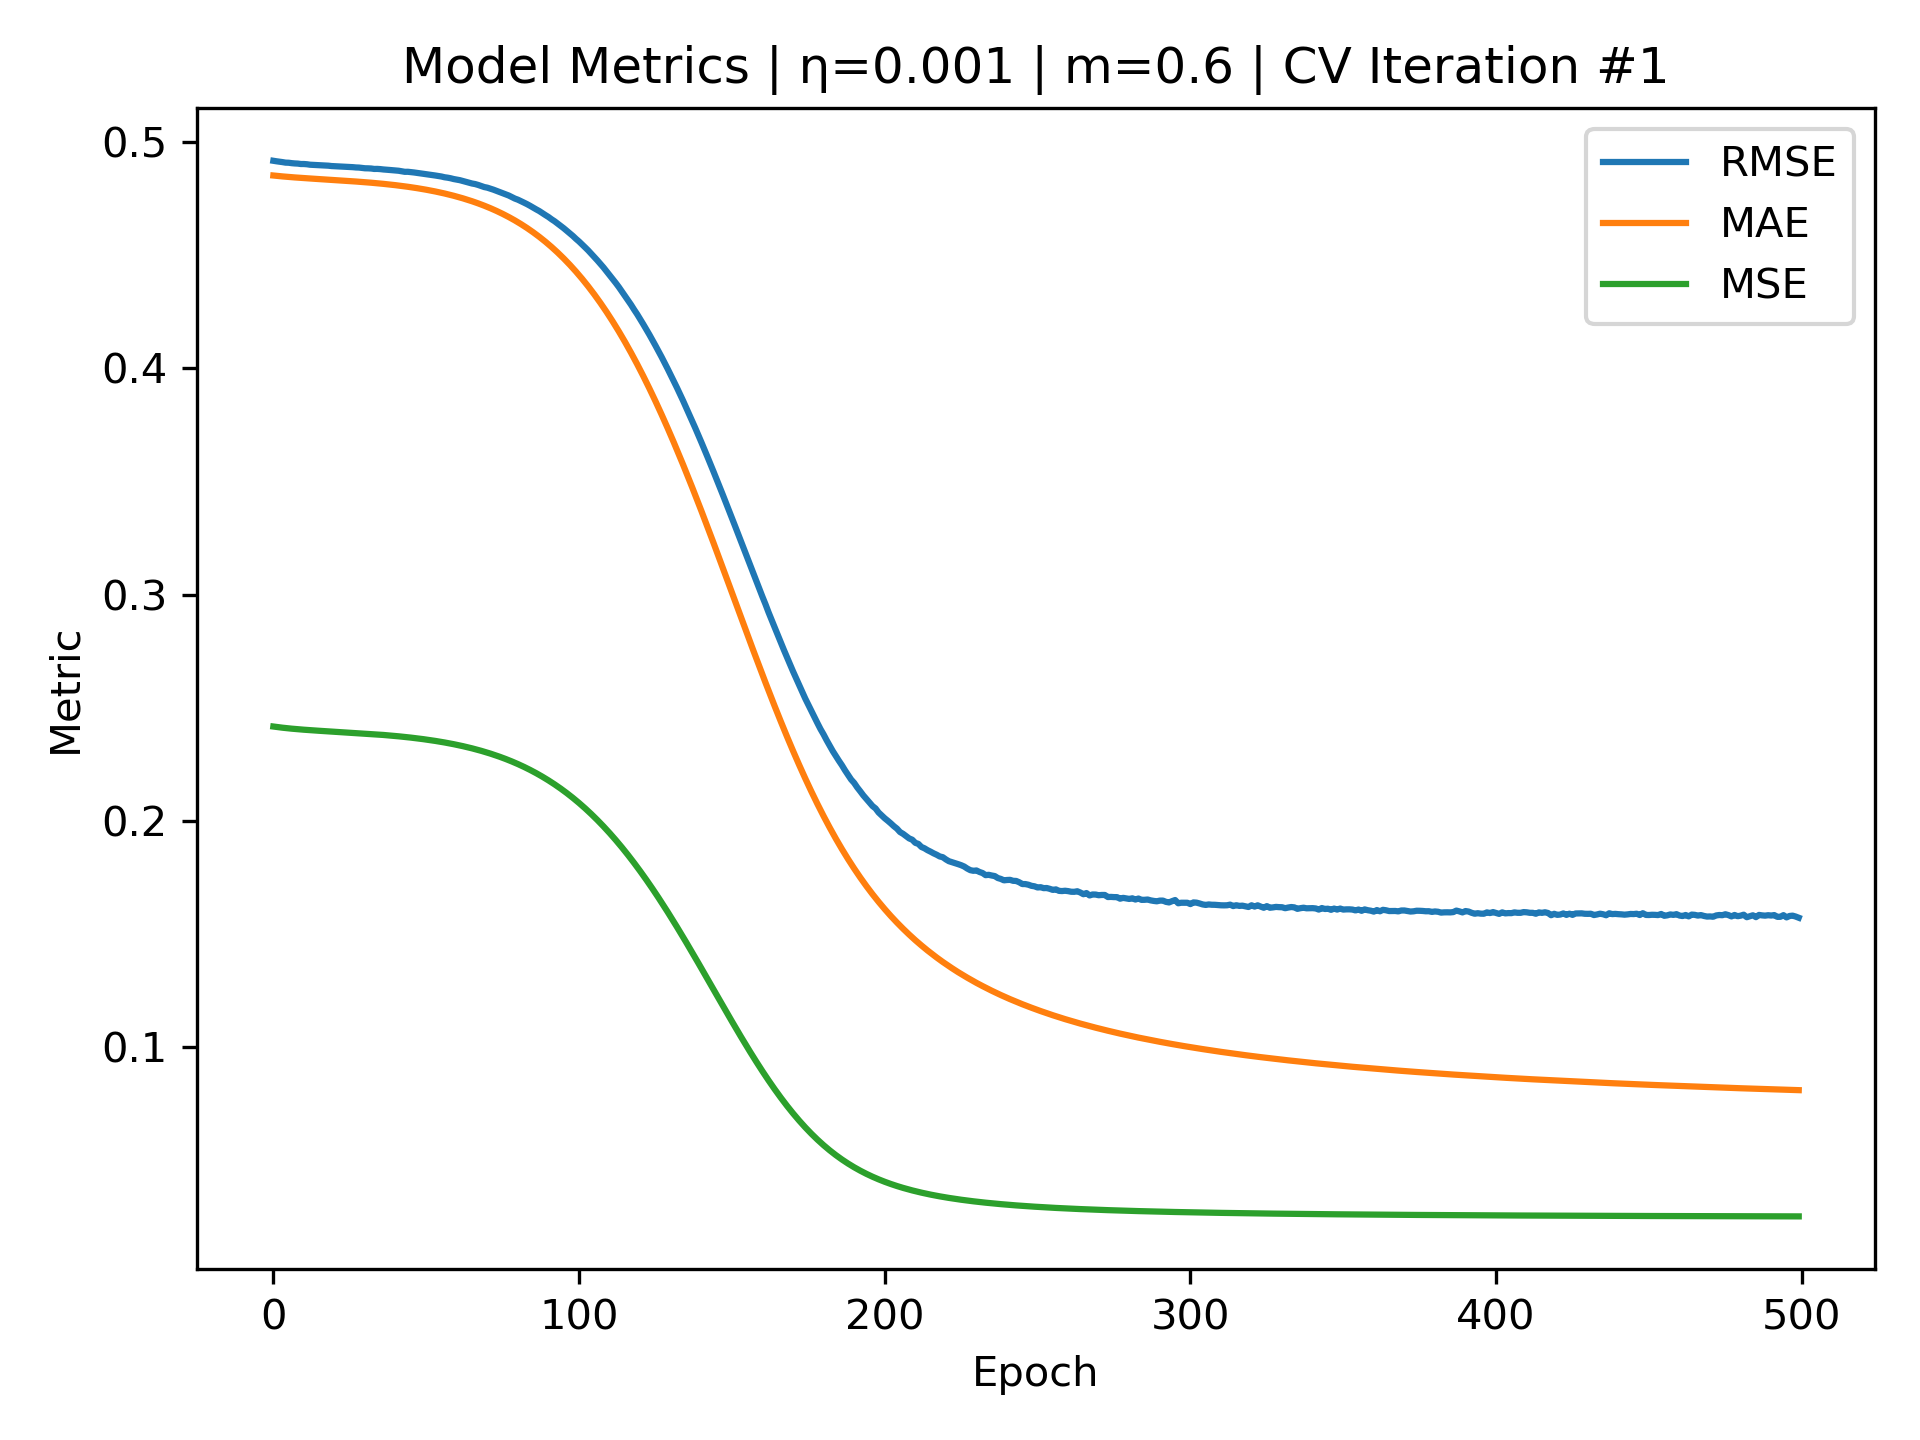 Model Metrics | η=0.001 | m=0.6 | CV Iteration #1
RMSE
MAE
MSE
0.5
0.4
0.3
0.2
0.1
Metric
0 100 200 300 400 500
Epoch